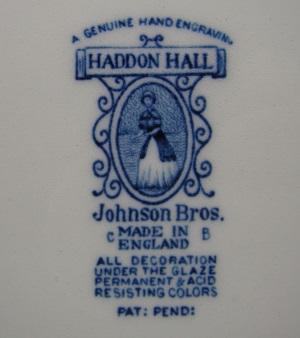 A GENUINE HAND ENGRAVING
HADDON HALL
Johnson Bros.
C MADE IN B
ENGLAND
ALL DECORATION
UNDER THE GLAZE
PERMANENT & ACID
RESISTING COLORS
PAT: PEND: